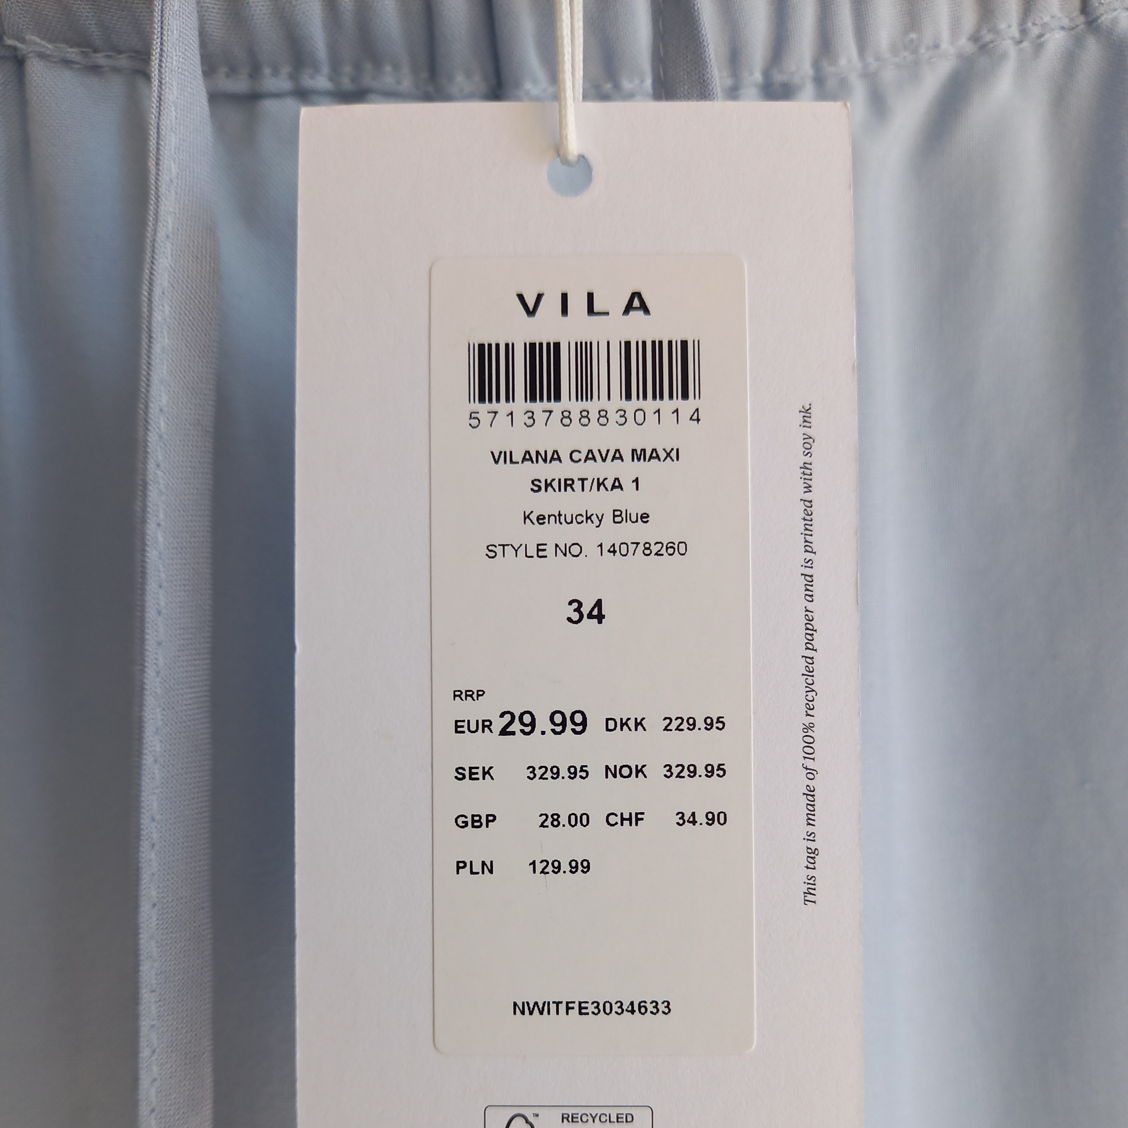 VILA
5713788830114
VILANA CAVA MAXI
SKIRT/KA 1
Kentucky Blue
STYLE NO. 14078260
34
RRP
EUR 29.99 DKK 229.95
SEK 329.95 NOK 329.95
GBP 28.00 CHF 34.90
PLN 129.99
NWITFE3034633
This tag is made of 100% recycled paper and is printed with soy ink.
™ RECYCLED